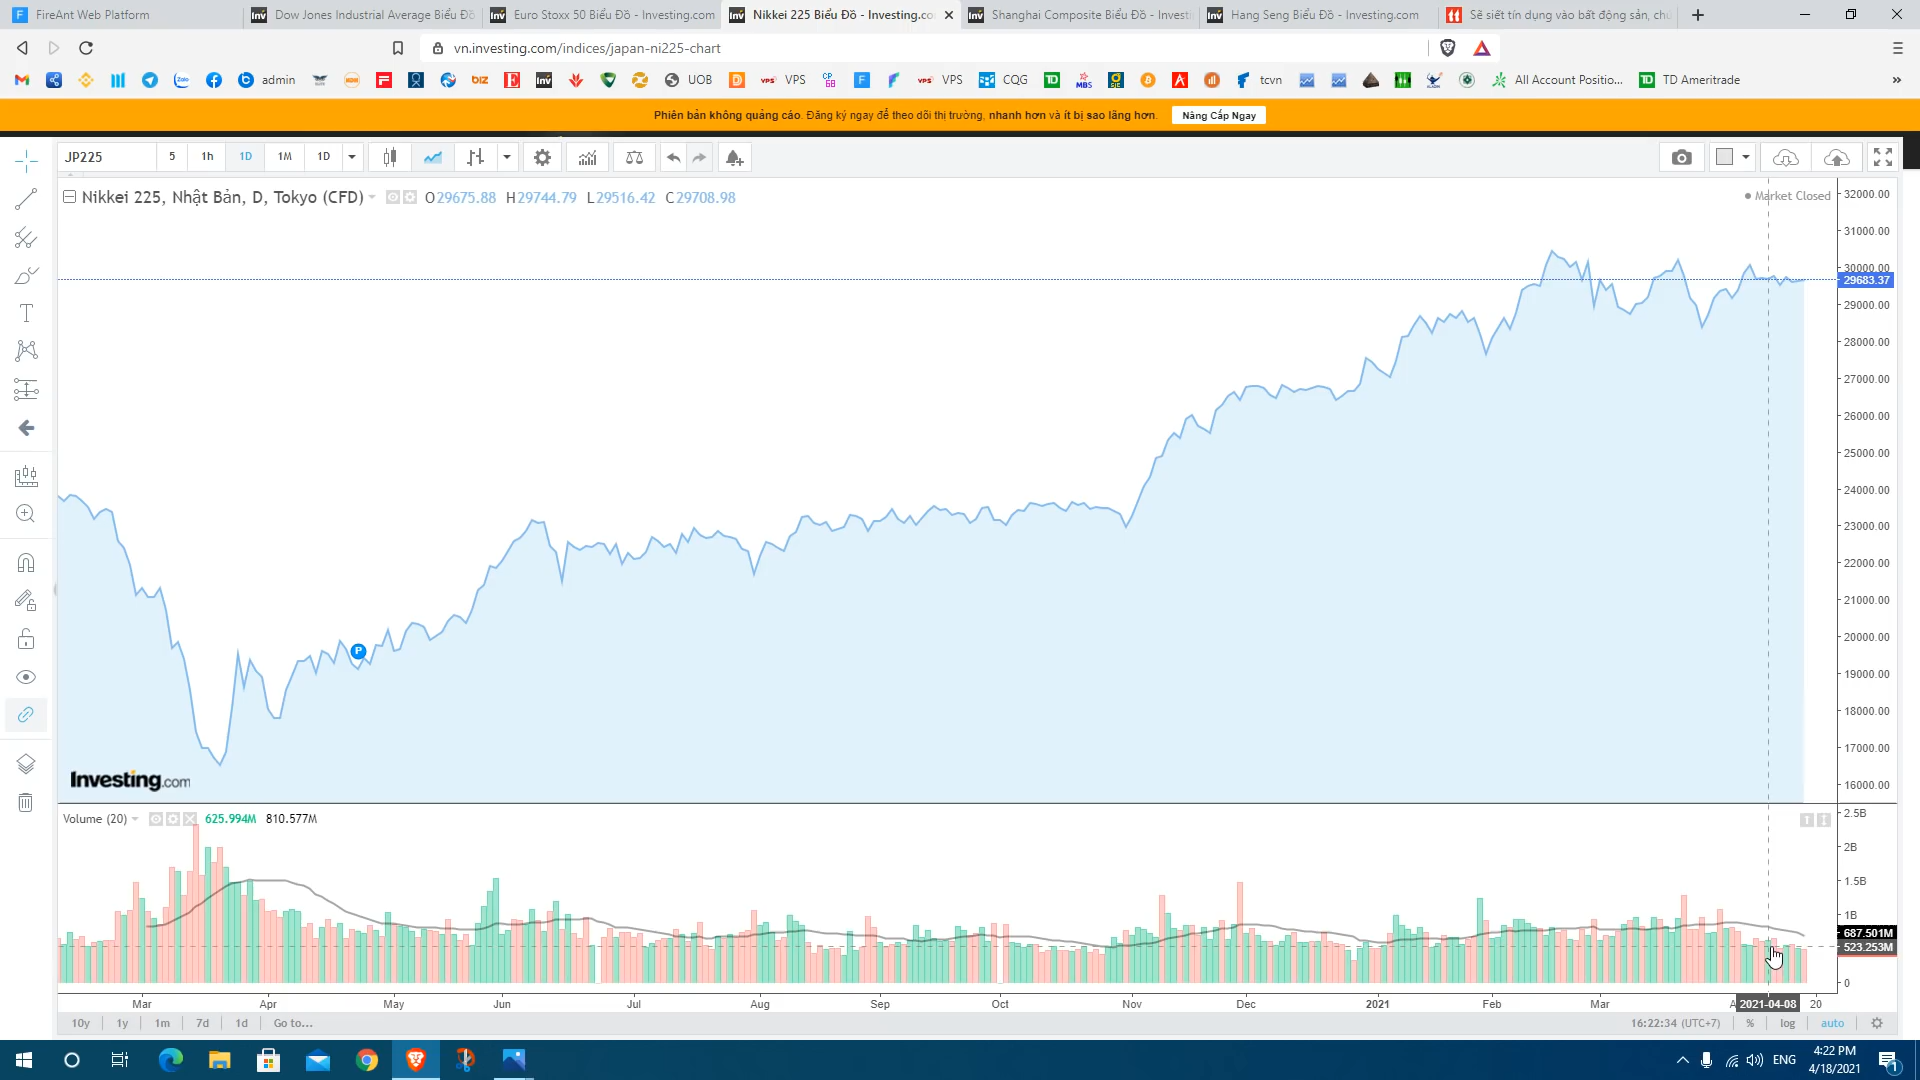 FireAnt Web Platform
Dow Jones Industrial Average Biểu Đồ
Euro Stoxx 50 Biểu Đồ - Investing.com
Nikkei 225 Biểu Đồ - Investing.co
Shanghai Composite Biểu Đồ - Investi
Hang Seng Biểu Đồ - Investing.com
Sẽ siết tín dụng vào bất động sản, chú
vn.investing.com/indices/japan-ni225-chart
admin
UOB
VPS
VPS
CQG
tcvn
All Account Positio...
TD Ameritrade
Phiên bản không quảng cáo. Đăng ký ngay để theo dõi thị trường, nhanh hơn và ít bị sao lãng hơn.
Nâng Cấp Ngay
JP225 5 1h 1D 1M 1D
Nikkei 225, Nhật Bản, D, Tokyo (CFD) O29675.88 H29744.79 L29516.42 C29708.98
Market Closed
32000.00
31000.00
30000.00
29683.37
29000.00
28000.00
27000.00
26000.00
25000.00
24000.00
23000.00
22000.00
21000.00
20000.00
19000.00
18000.00
17000.00
16000.00
P
Investing.com
Volume (20) 625.994M 810.577M
2.5B
2B
1.5B
1B
687.501M
523.253M
0
Mar Apr May Jun Jul Aug Sep Oct Nov Dec 2021 Feb Mar A 2021-04-08 20
10y 1y 1m 7d 1d Go to...
16:22:34 (UTC+7) % log auto
ENG
4:22 PM
4/18/2021
1